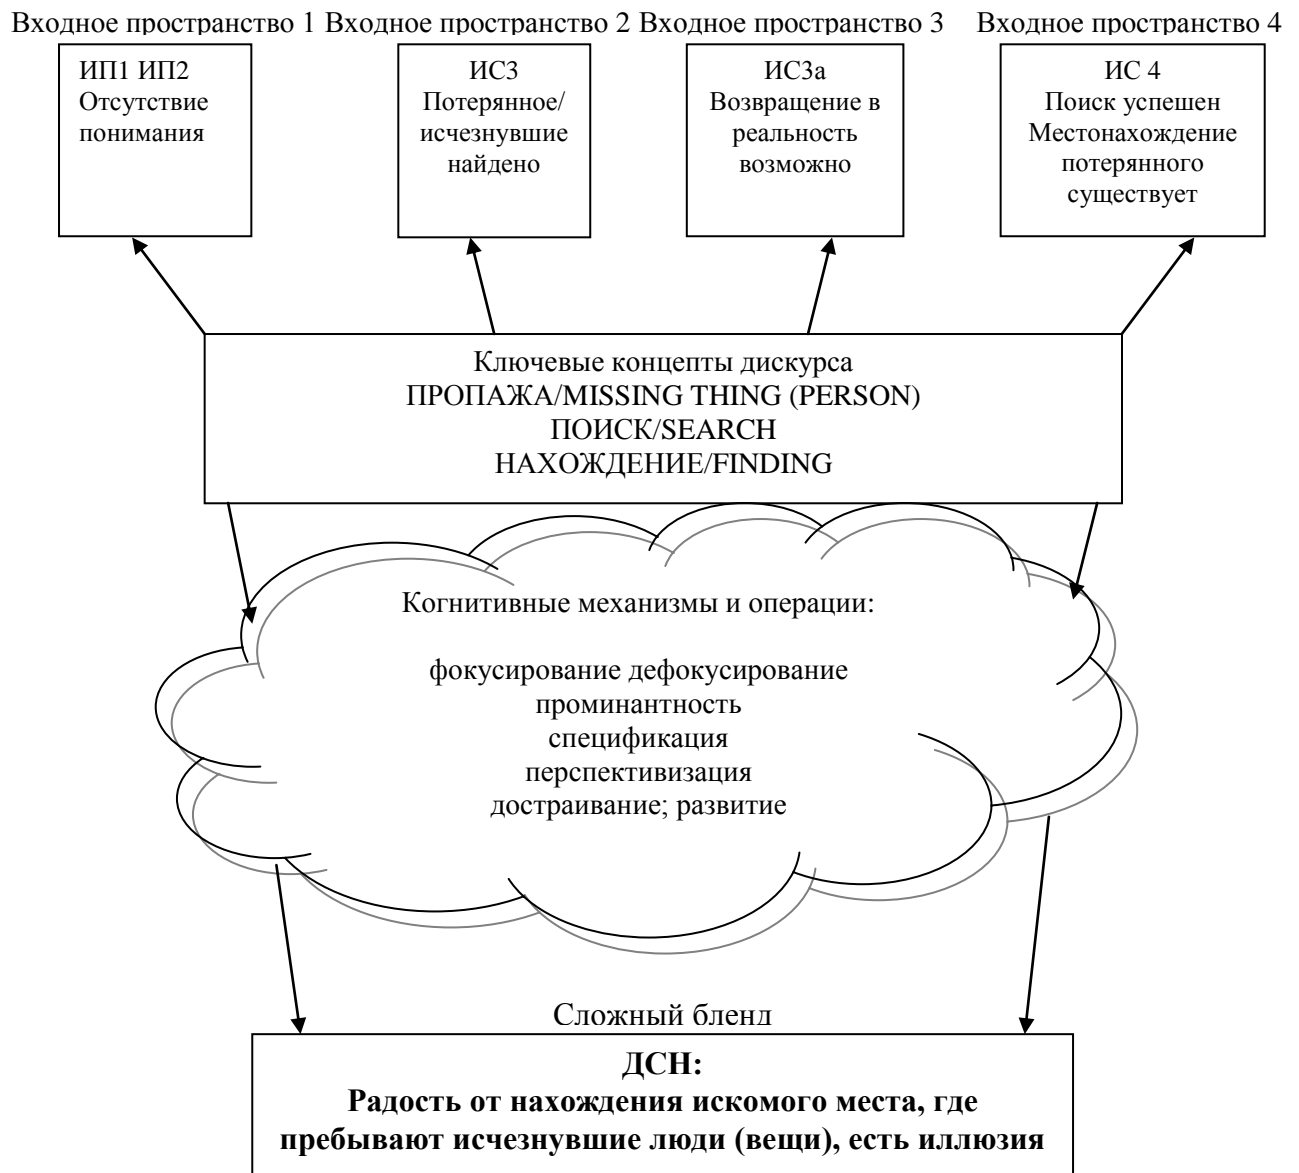 Входное пространство 1 Входное пространство 2 Входное пространство 3 Входное пространство 4
ИП1 ИП2
Отсутствие
понимания
ИС3
Потерянное/
исчезнувшие
найдено
ИС3а
Возвращение в
реальность
возможно
ИС 4
Поиск успешен
Местонахождение
потерянного
существует
Ключевые концепты дискурса
ПРОПАЖА/MISSING THING (PERSON)
ПОИСК/SEARCH
НАХОЖДЕНИЕ/FINDING
Когнитивные механизмы и операции:
фокусирование дефокусирование
проминантность
спецификация
перспективизация
достраивание; развитие
Сложный бленд
ДСН:
Радость от нахождения искомого места, где
пребывают исчезнувшие люди (вещи), есть иллюзия